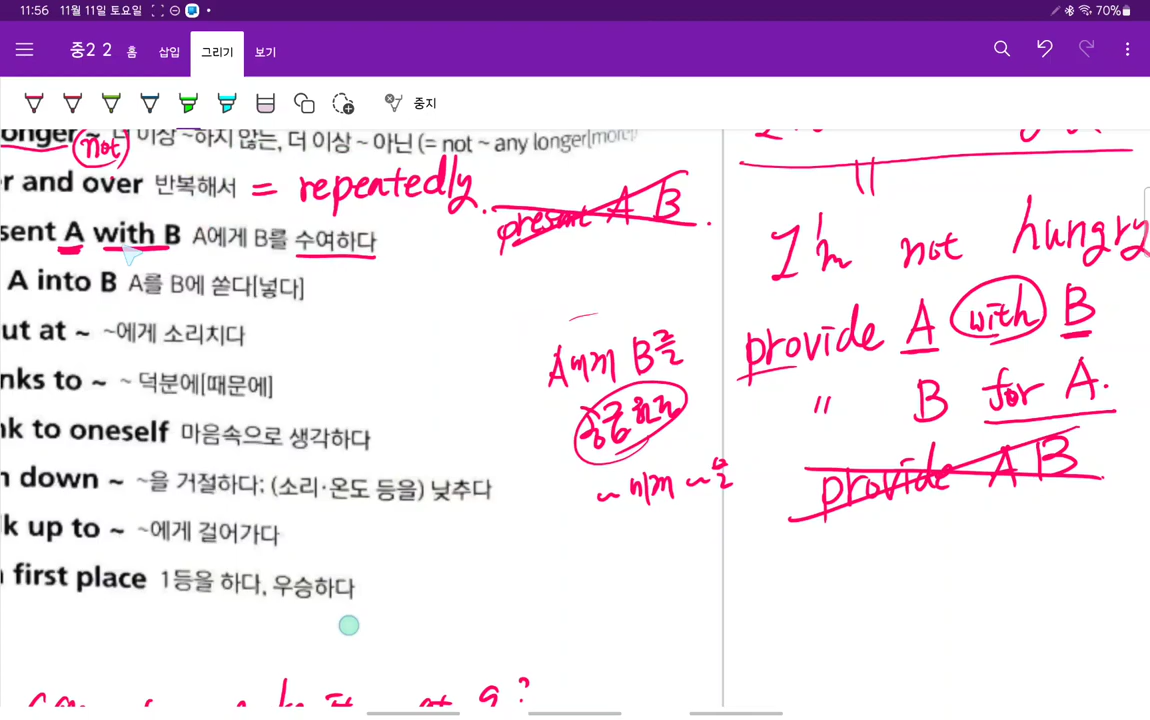 11:56 11월 11일 토요일 70%
중2 2 홈 삽입 그리기 보기
중지
onger ~ 더 이상 ~하지 않는, 더 이상 ~ 아닌 (= not ~ any longer[more])
not
r and over 반복해서 = repeatedly.
sent A with B A에게 B를 수여하다
present A B.
A into B A를 B에 쏟다[넣다]
ut at ~ ~에게 소리치다
nks to ~ ~ 덕분에[때문에]
nk to oneself 마음속으로 생각하다
n down ~ ~을 거절하다: (소리·온도 등을) 낮추다
k up to ~ ~에게 걸어가다
first place 1등을 하다, 우승하다
A에게 B를
공급하다
~에게 ~을
I'm not hungry
provide A with B
" B for A.
provide A B